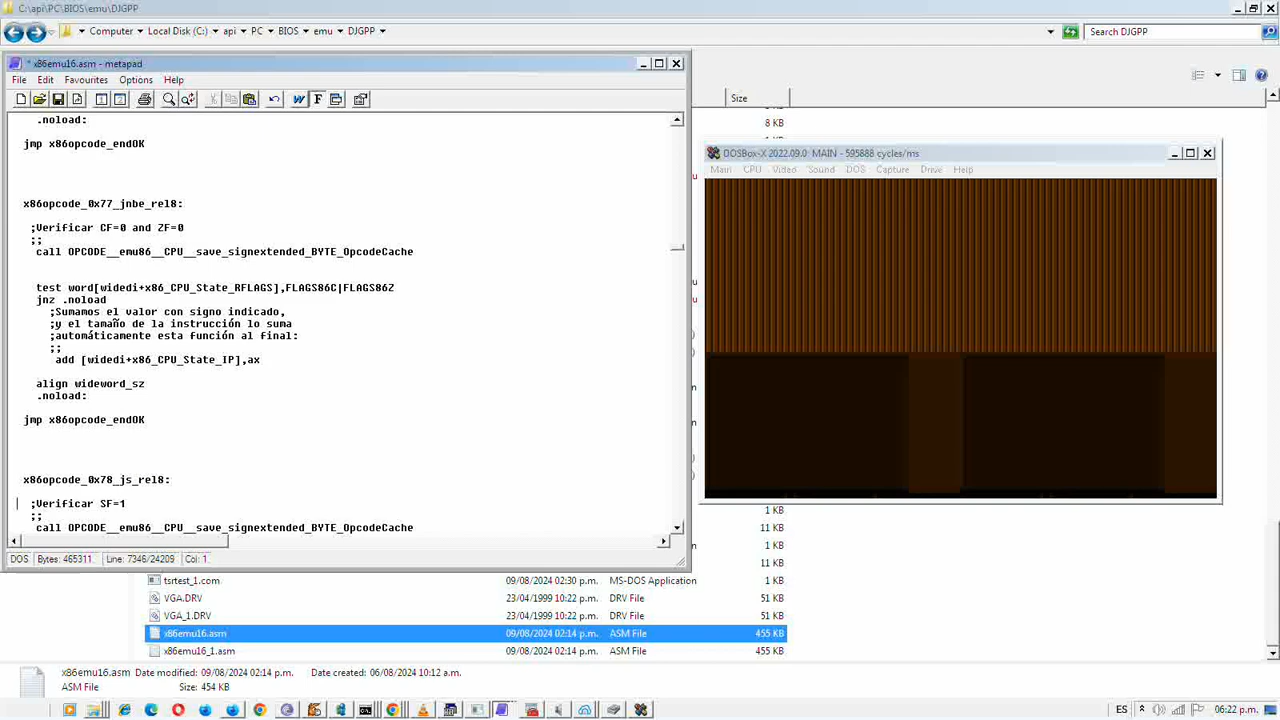 C:\api\PC\BIOS\emu\DJGPP
Computer Local Disk (C:) api PC BIOS emu DJGPP
Search DJGPP
* x86emu16.asm - metapad
File Edit Favourites Options Help
.noload:
jmp x86opcode_endOK
x86opcode_0x77_jnbe_rel8:
;Verificar CF=0 and ZF=0
;;
call OPCODE__emu86__CPU__save_signextended_BYTE_OpcodeCache
test word[widedi+x86_CPU_State_RFLAGS],FLAGS86C|FLAGS86Z
jnz .noload
;Sumamos el valor con signo indicado,
;y el tamaño de la instrucción lo suma
;automáticamente esta función al final:
;;
add [widedi+x86_CPU_State_IP],ax
align wideword_sz
.noload:
jmp x86opcode_endOK
x86opcode_0x78_js_rel8:
;Verificar SF=1
;;
call OPCODE__emu86__CPU__save_signextended_BYTE_OpcodeCache
DOS Bytes: 465311 Line: 7346/24209 Col: 1
Size
8 KB
DOSBox-X 2022.09.0: MAIN - 595888 cycles/ms
Main CPU Video Sound DOS Capture Drive Help
1 KB
11 KB
1 KB
11 KB
tsrtest_1.com 09/08/2024 02:30 p.m. MS-DOS Application 1 KB
VGA.DRV 23/04/1999 10:22 p.m. DRV File 51 KB
VGA_1.DRV 23/04/1999 10:22 p.m. DRV File 51 KB
x86emu16.asm 09/08/2024 02:14 p.m. ASM File 455 KB
x86emu16_1.asm 09/08/2024 02:14 p.m. ASM File 455 KB
x86emu16.asm Date modified: 09/08/2024 02:14 p.m. Date created: 06/08/2024 10:12 a.m.
ASM File Size: 454 KB
ES 06:22 p.m.